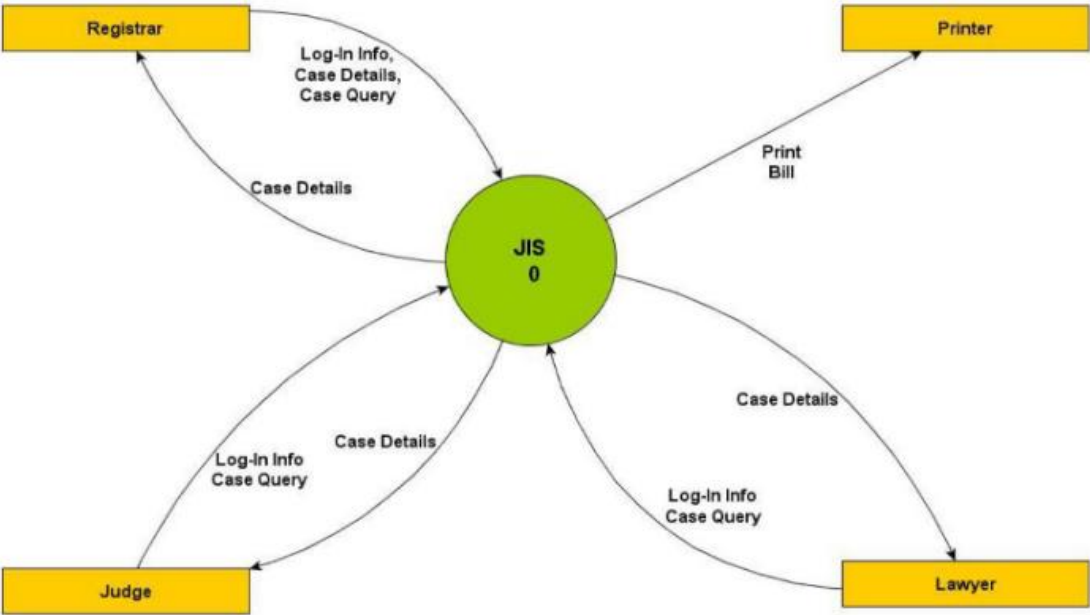 Registrar
Printer
Log-In Info,
Case Details,
Case Query
Print
Bill
Case Details
JIS
0
Case Details
Case Details
Log-In Info
Case Query
Log-In Info
Case Query
Judge
Lawyer